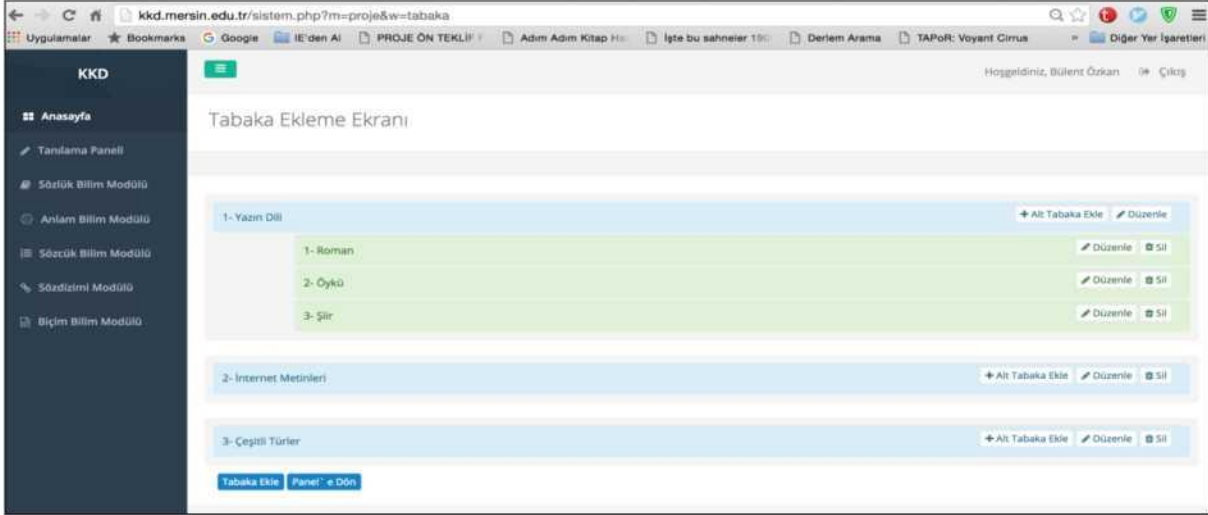 kkd.mersin.edu.tr/sistem.php?m=proje&w=tabaka
Uygulamalar Bookmarks Google IE'den Al PROJE ÖN TEKLİF Adım Adım Kitap İşte bu sahneler Derlem Arama TAPoR: Voyant Cirrus » Diğer Yer İşaretleri
KKD Hoşgeldiniz, Bülent Özkan Çıkış
Anasayfa
Tabaka Ekleme Ekranı
Tanılama Paneli
Sözlük Bilim Modülü
Anlam Bilim Modülü
Sözcük Bilim Modülü
Sözdizimi Modülü
Biçim Bilim Modülü
1- Yazın Dili + Alt Tabaka Ekle Düzenle
1- Roman Düzenle Sil
2- Öykü Düzenle Sil
3- Şiir Düzenle Sil
2- İnternet Metinleri + Alt Tabaka Ekle Düzenle Sil
3- Çeşitli Türler + Alt Tabaka Ekle Düzenle Sil
Tabaka Ekle Panel`e Dön